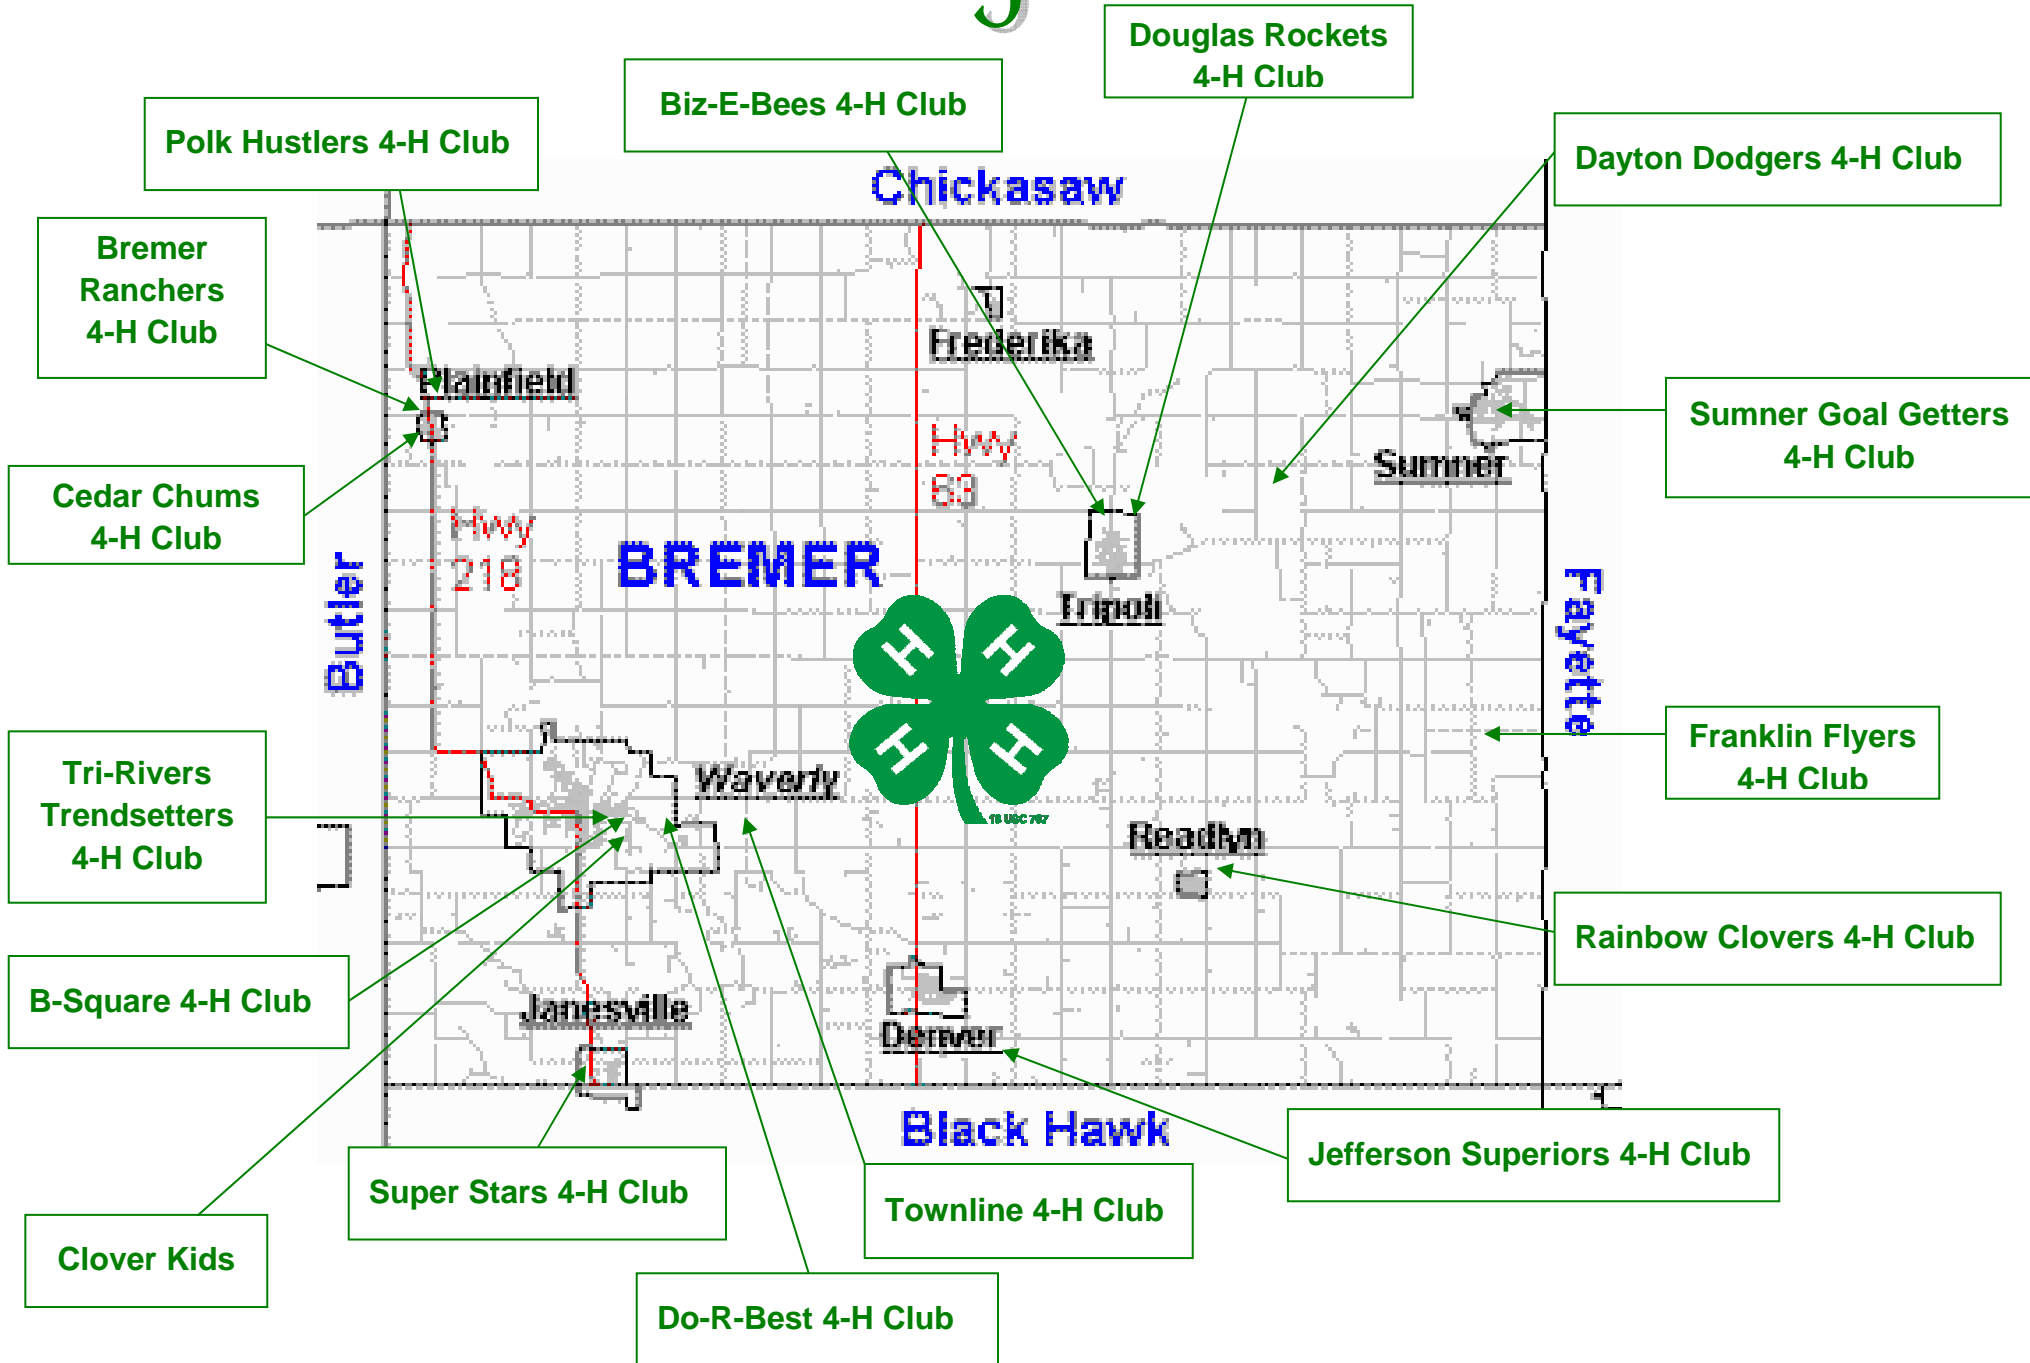 Douglas Rockets
4-H Club
Biz-E-Bees 4-H Club
Polk Hustlers 4-H Club
Dayton Dodgers 4-H Club
Chickasaw
Bremer
Ranchers
4-H Club
Frederika
Plainfield
Sumner Goal Getters
4-H Club
Hwy
63
Sumner
Cedar Chums
4-H Club
Hwy
218
BREMER
Butler
Fayette
Tripoli
H H
H H
18 USC 707
Franklin Flyers
4-H Club
Tri-Rivers
Trendsetters
4-H Club
Waverly
Readlyn
Rainbow Clovers 4-H Club
B-Square 4-H Club
Janesville
Denver
Black Hawk
Jefferson Superiors 4-H Club
Super Stars 4-H Club
Townline 4-H Club
Clover Kids
Do-R-Best 4-H Club